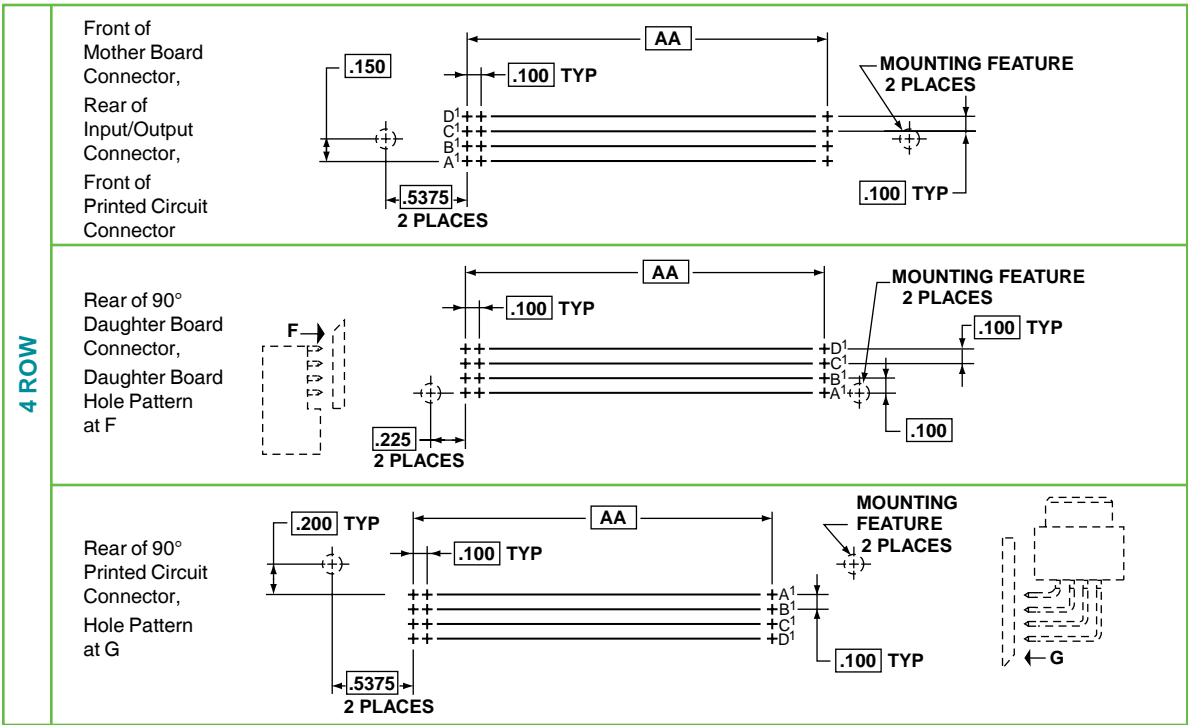 4 ROW
Front of
Mother Board
Connector,
Rear of
Input/Output
Connector,
Front of
Printed Circuit
Connector
.150
AA
.100 TYP
MOUNTING FEATURE
2 PLACES
D1
C1
B1
A1
.5375
2 PLACES
.100 TYP
Rear of 90°
Daughter Board
Connector,
Daughter Board
Hole Pattern
at F
F
AA
.100 TYP
MOUNTING FEATURE
2 PLACES
.100 TYP
D1
C1
B1
A1
.100
.225
2 PLACES
Rear of 90°
Printed Circuit
Connector,
Hole Pattern
at G
.200 TYP
AA
.100 TYP
MOUNTING
FEATURE
2 PLACES
A1
B1
C1
D1
.100 TYP
G
.5375
2 PLACES